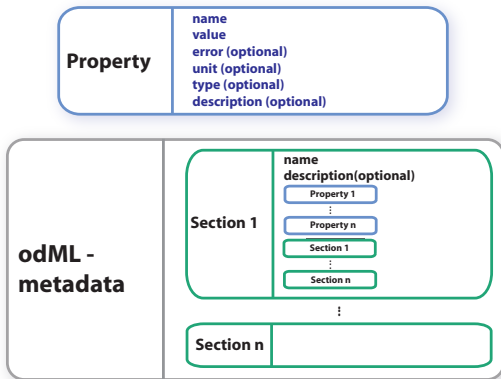 Property
name
value
error (optional)
unit (optional)
type (optional)
description (optional)
odML -
metadata
Section 1
name
description(optional)
Property 1
⋮
Property n
Section 1
⋮
Section n
⋮
Section n